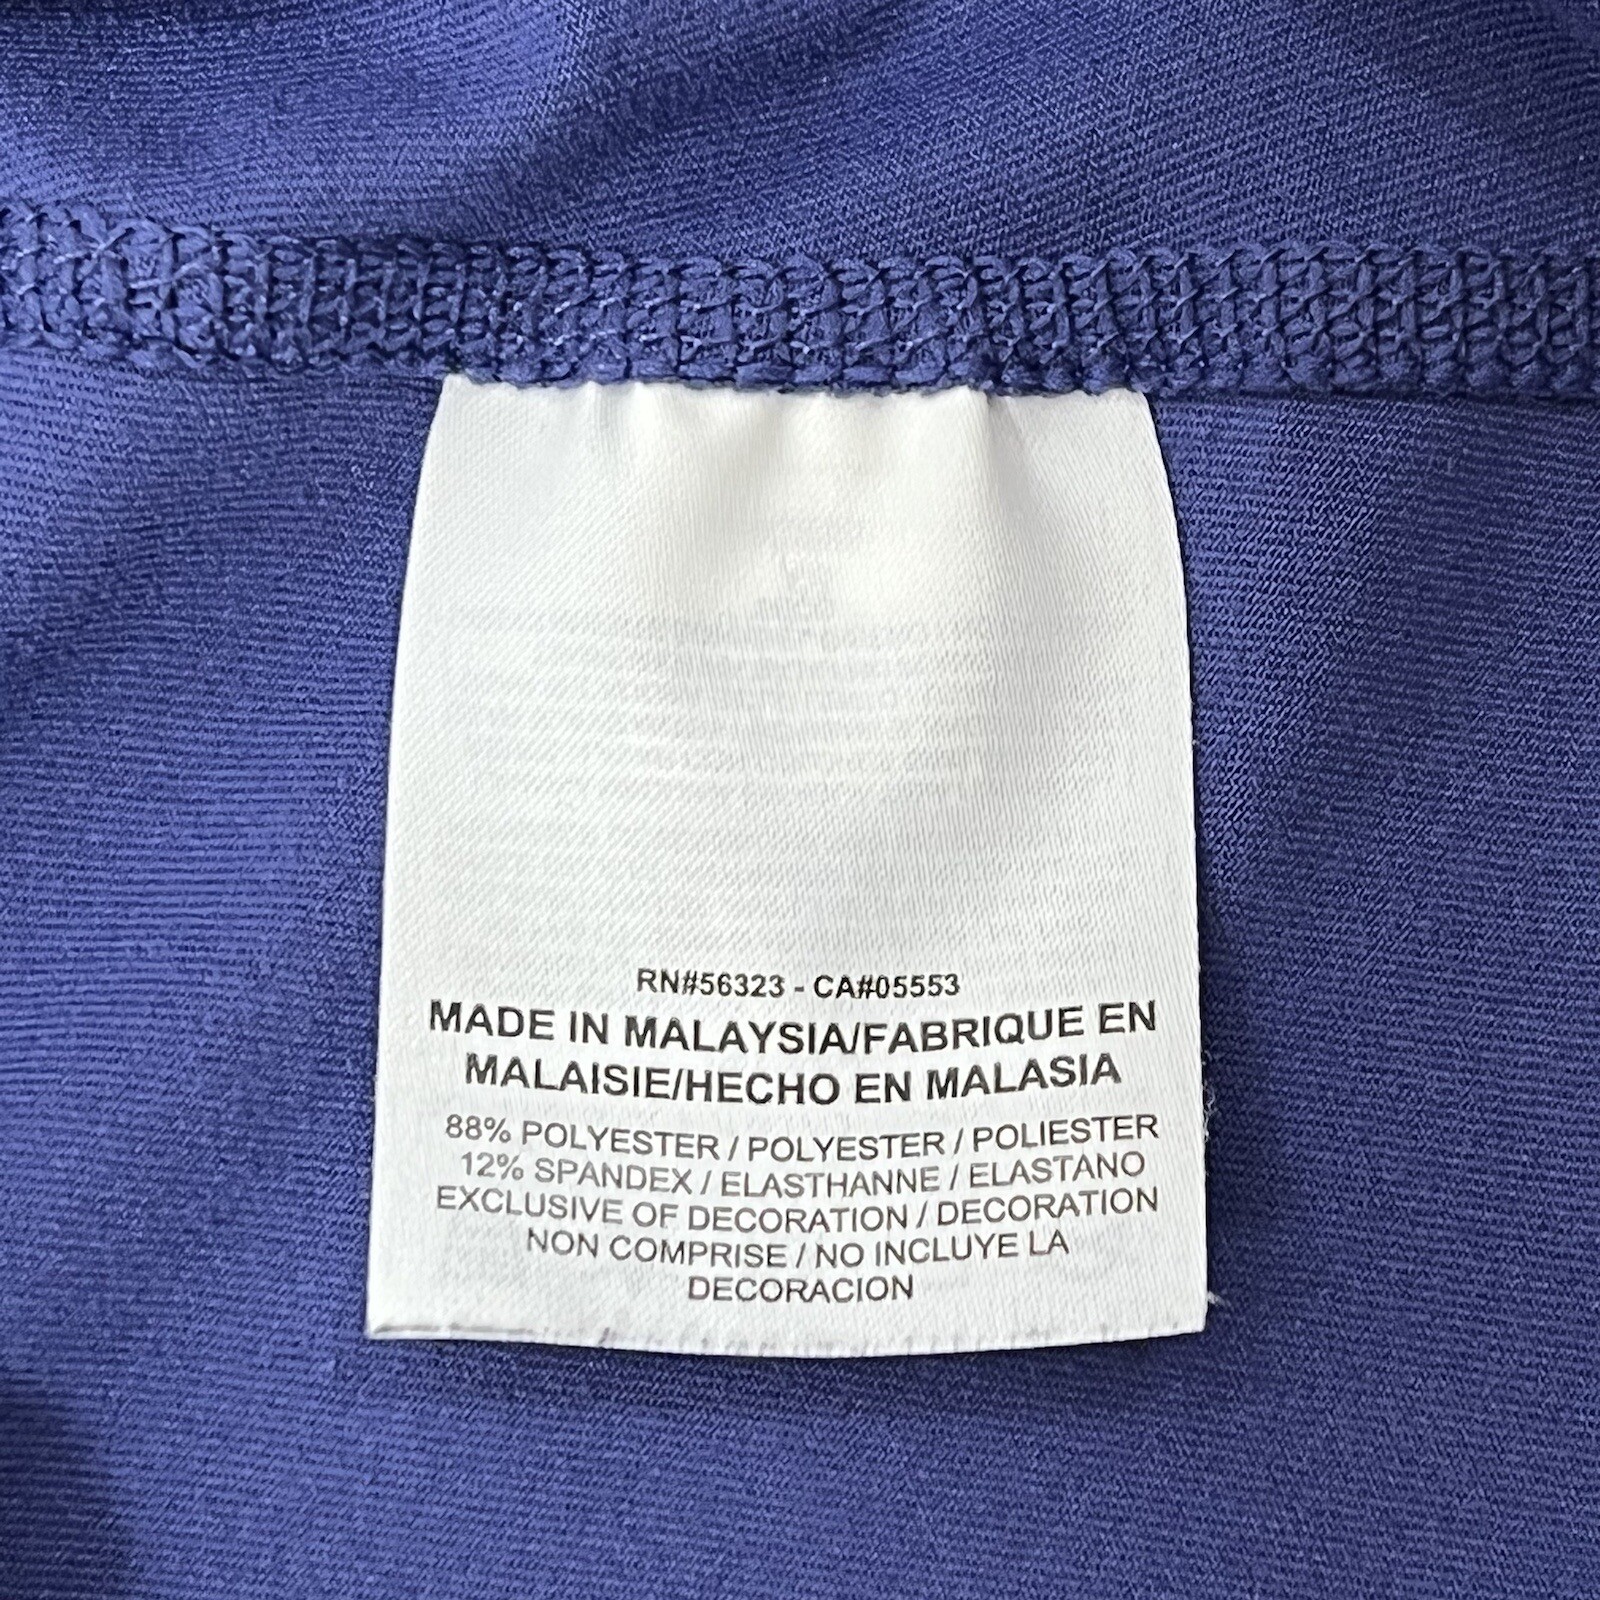 RN#56323 - CA#05553
MADE IN MALAYSIA/FABRIQUE EN
MALAISIE/HECHO EN MALASIA
88% POLYESTER / POLYESTER / POLIESTER
12% SPANDEX / ELASTHANNE / ELASTANO
EXCLUSIVE OF DECORATION / DECORATION
NON COMPRISE / NO INCLUYE LA
DECORACION